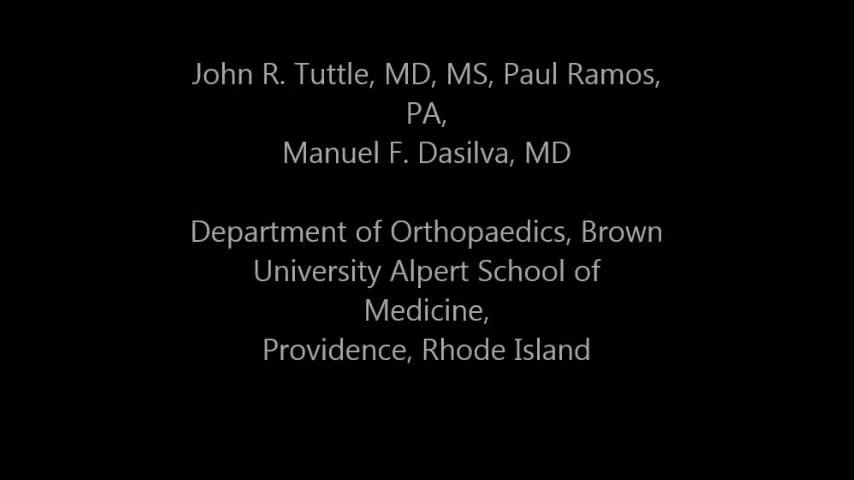 John R. Tuttle, MD, MS, Paul Ramos,
PA,
Manuel F. Dasilva, MD
Department of Orthopaedics, Brown
University Alpert School of
Medicine,
Providence, Rhode Island